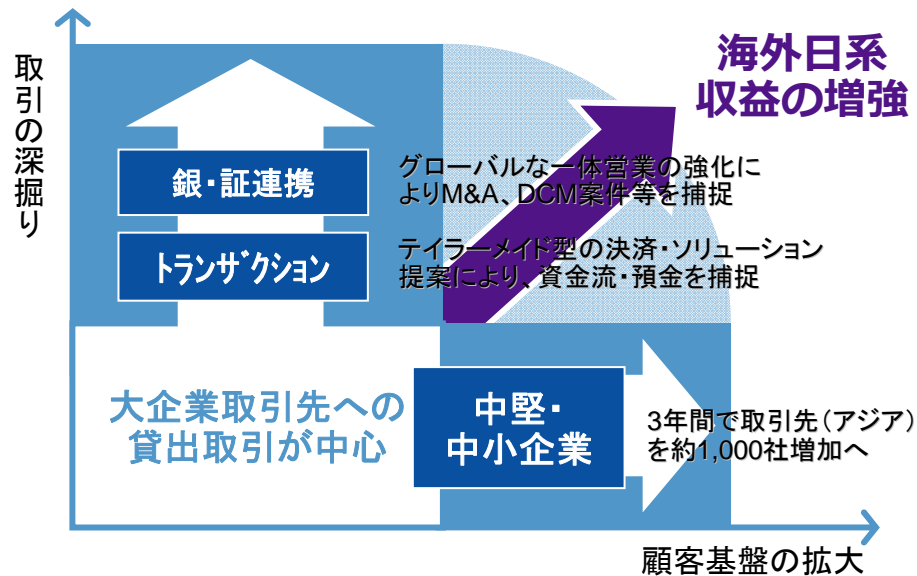 取引の深掘り
海外日系
収益の増強
銀・証連携
グローバルな一体営業の強化に
よりM&A、DCM案件等を捕捉
トランザクション
テイラーメイド型の決済・ソリューション
提案により、資金流・預金を捕捉
大企業取引先への
貸出取引が中心
中堅・
中小企業
3年間で取引先（アジア）
を約1,000社増加へ
顧客基盤の拡大